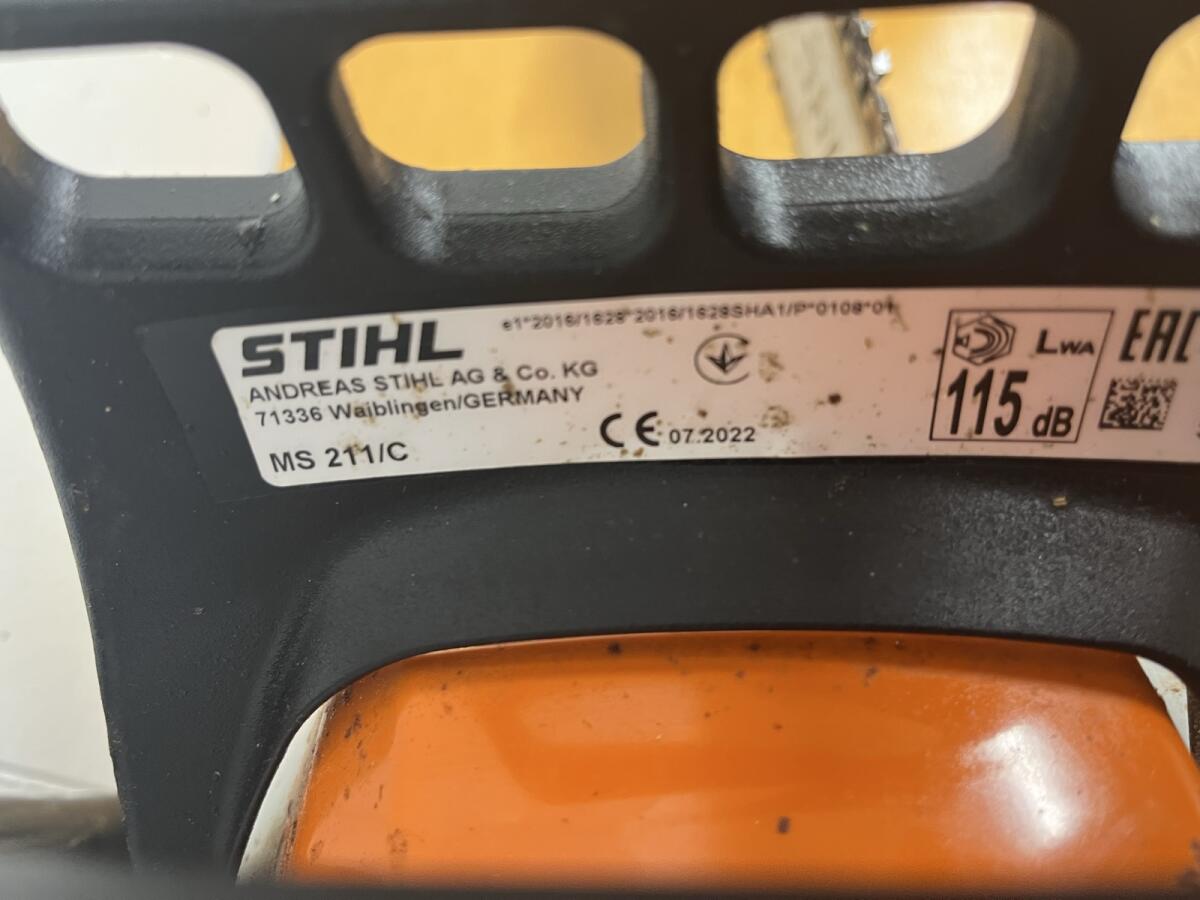 STIHL
ANDREAS STIHL AG & Co. KG
71336 Waiblingen/GERMANY
MS 211/C
e1*2016/1628*2016/1628SHA1/P*0108*01
CE 07.2022
LWA
115 dB
EAC